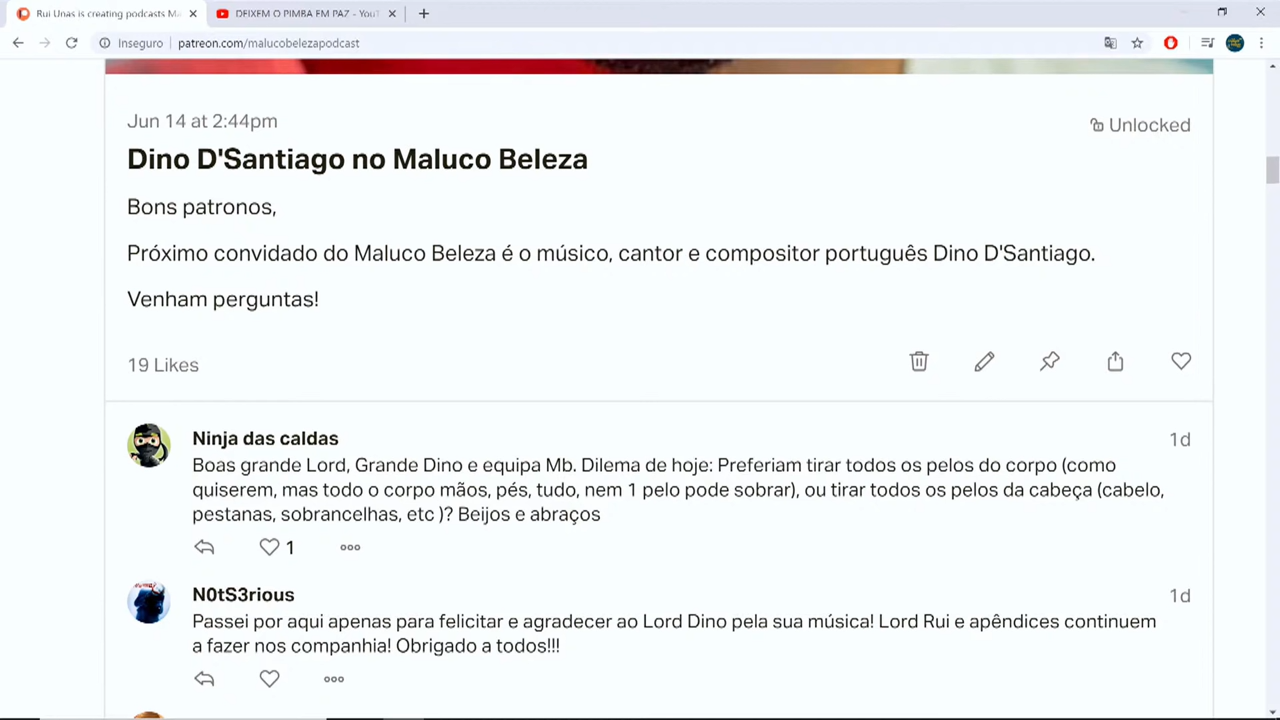 Rui Unas is creating podcasts Ma
DEIXEM O PIMBA EM PAZ - YouT
Inseguro
patreon.com/malucobelezapodcast
Jun 14 at 2:44pm
Unlocked
Dino D'Santiago no Maluco Beleza
Bons patronos,
Próximo convidado do Maluco Beleza é o músico, cantor e compositor português Dino D'Santiago.
Venham perguntas!
19 Likes
Ninja das caldas
1d
Boas grande Lord, Grande Dino e equipa Mb. Dilema de hoje: Preferiam tirar todos os pelos do corpo (como
quiserem, mas todo o corpo mãos, pés, tudo, nem 1 pelo pode sobrar), ou tirar todos os pelos da cabeça (cabelo,
pestanas, sobrancelhas, etc )? Beijos e abraços
1
N0tS3rious
1d
Passei por aqui apenas para felicitar e agradecer ao Lord Dino pela sua música! Lord Rui e apêndices continuem
a fazer nos companhia! Obrigado a todos!!!